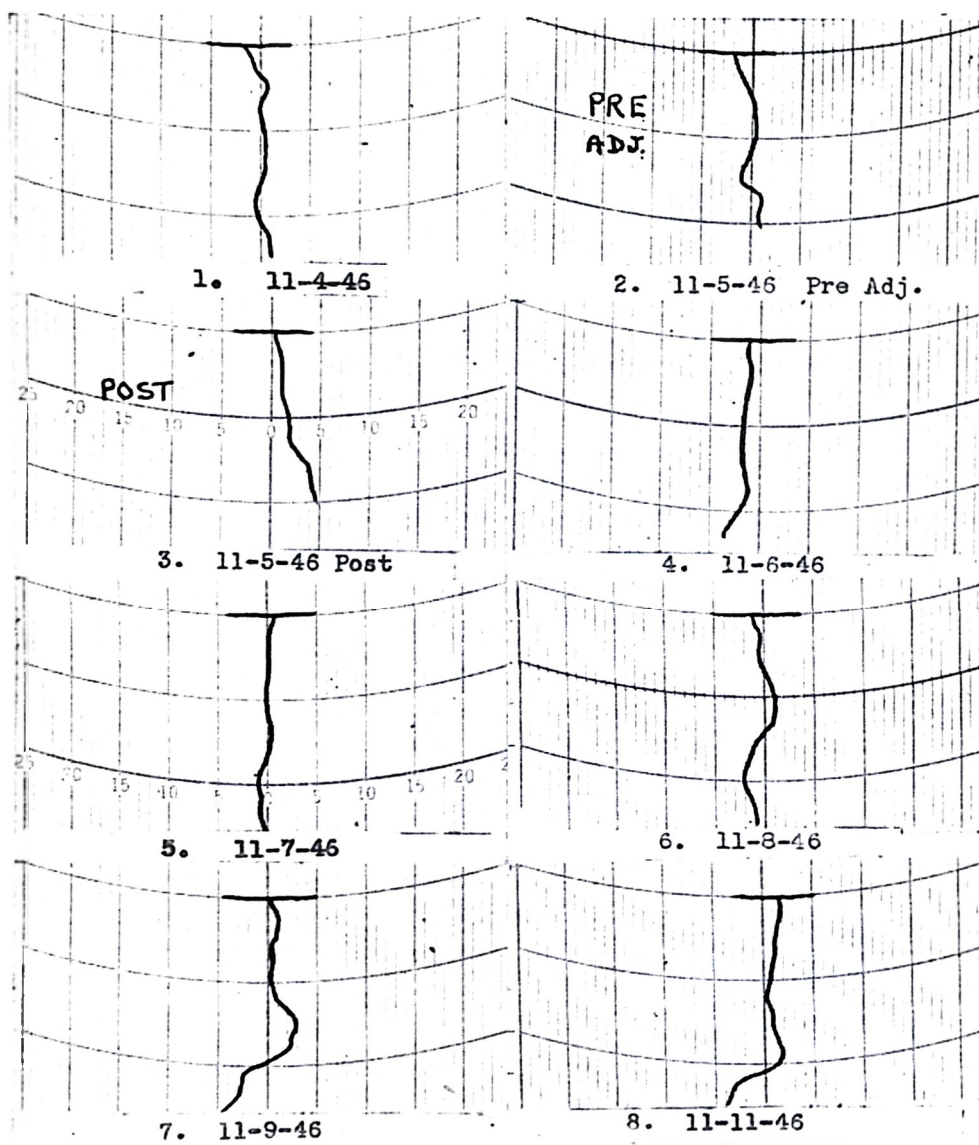 PRE
ADJ.
1. 11-4-46
2. 11-5-46 Pre Adj.
POST
25 20 15 10 5 0 5 10 15 20
3. 11-5-46 Post
4. 11-6-46
25 20 15 10 5 0 5 10 15 20 2
5. 11-7-46
6. 11-8-46
7. 11-9-46
8. 11-11-46